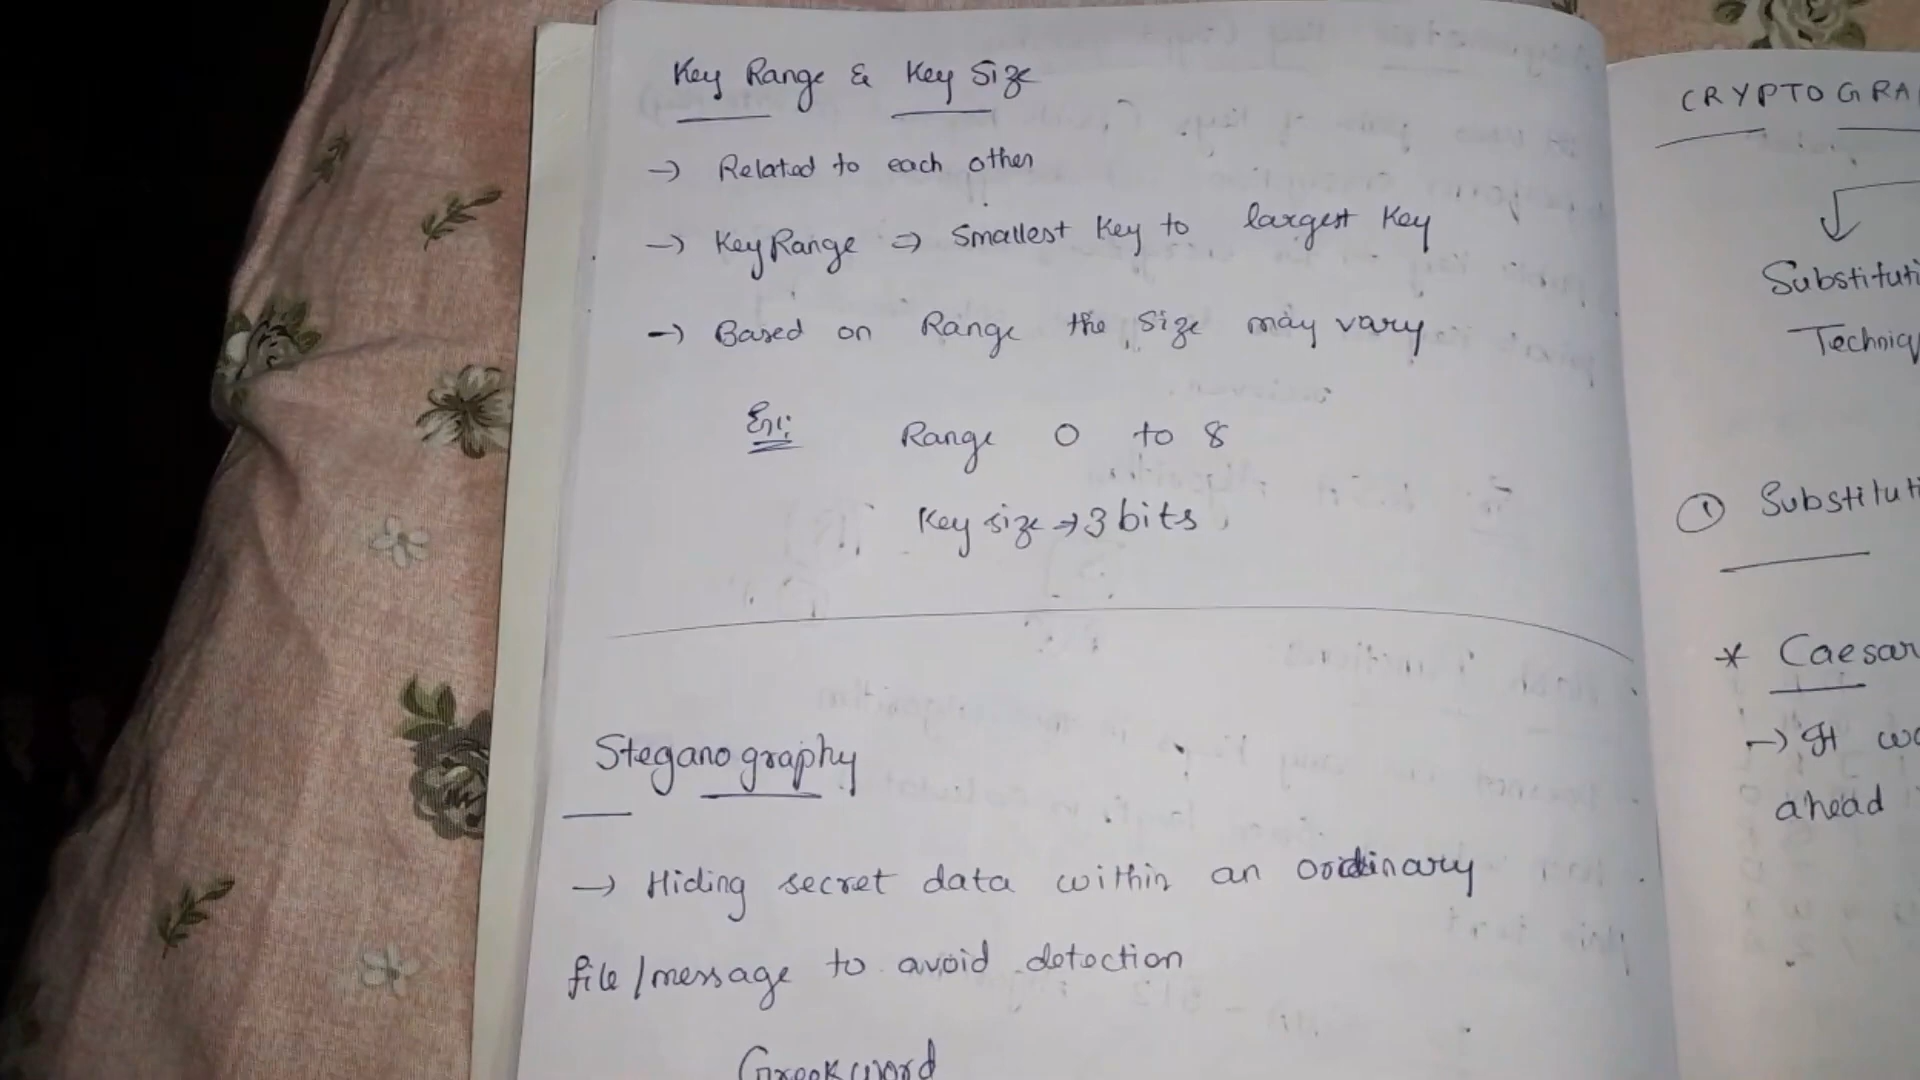 Key Range & Key Size
→ Related to each other
→ Key Range ⇒ Smallest Key to largest Key
→ Based on Range the size may vary
Ex:
Range 0 to 8
Key size → 3 bits
Steganography
→ Hiding secret data within an ordinary
file/message to avoid detection
Greek word
CRYPTOGRA
Substituti
Techniq
① Substituti
* Caesar
→ It wo
ahead